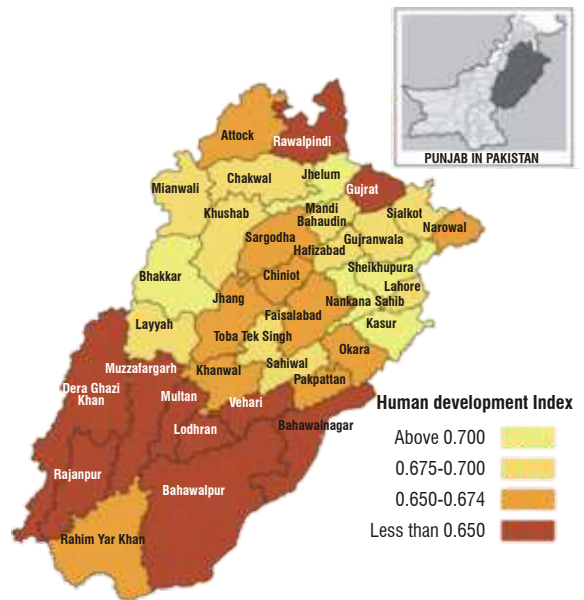 PUNJAB IN PAKISTAN
Attock
Rawalpindi
Chakwal
Jhelum
Mianwali
Gujrat
Khushab
Mandi
Bahaudin
Sialkot
Narowal
Sargodha
Gujranwala
Hafizabad
Bhakkar
Chiniot
Sheikhupura
Lahore
Jhang
Nankana Sahib
Faisalabad
Layyah
Kasur
Toba Tek Singh
Okara
Muzzafargarh
Khanwal
Sahiwal
Pakpattan
Dera Ghazi
Khan
Multan
Vehari
Lodhran
Bahawalnagar
Rajanpur
Bahawalpur
Rahim Yar Khan
Human development Index
Above 0.700
0.675-0.700
0.650-0.674
Less than 0.650